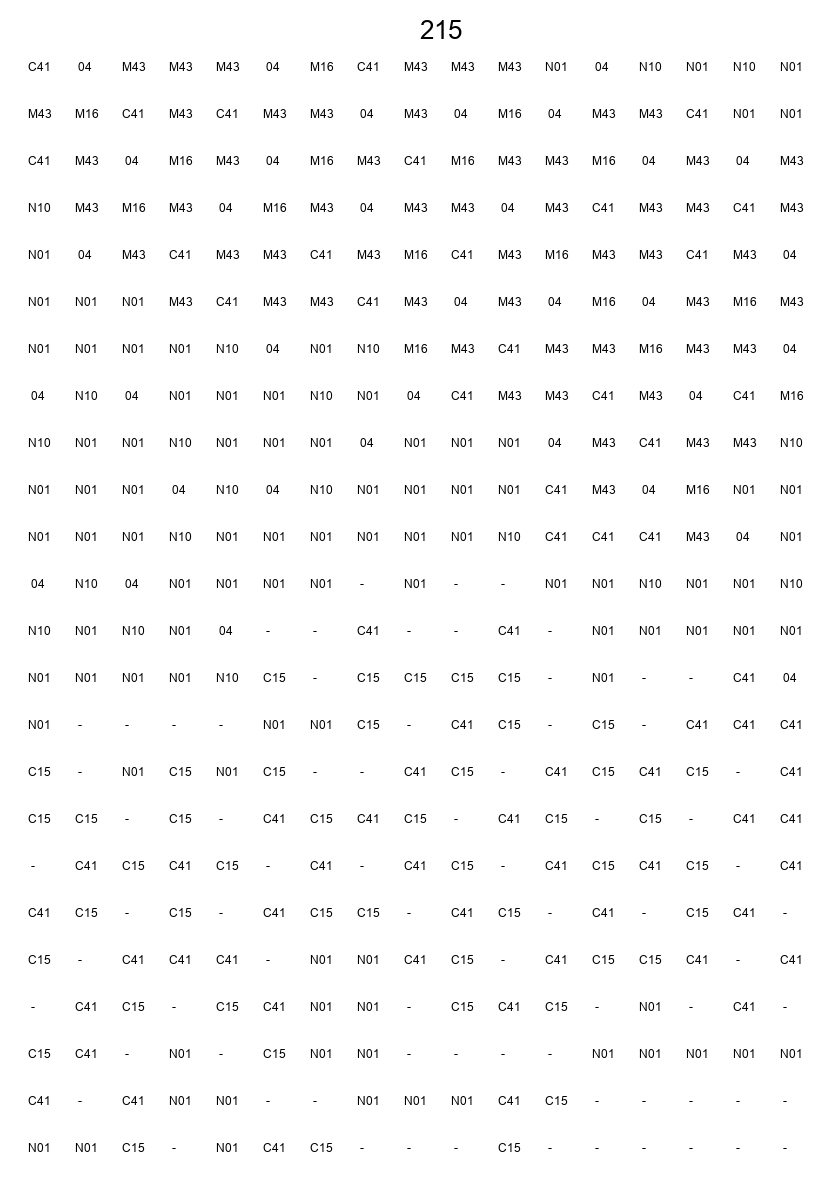 215
C41 04 M43 M43 M43 04 M16 C41 M43 M43 M43 N01 04 N10 N01 N10 N01
M43 M16 C41 M43 C41 M43 M43 04 M43 04 M16 04 M43 M43 C41 N01 N01
C41 M43 04 M16 M43 04 M16 M43 C41 M16 M43 M43 M16 04 M43 04 M43
N10 M43 M16 M43 04 M16 M43 04 M43 M43 04 M43 C41 M43 M43 C41 M43
N01 04 M43 C41 M43 M43 C41 M43 M16 C41 M43 M16 M43 M43 C41 M43 04
N01 N01 N01 M43 C41 M43 M43 C41 M43 04 M43 04 M16 04 M43 M16 M43
N01 N01 N01 N01 N10 04 N01 N10 M16 M43 C41 M43 M43 M16 M43 M43 04
04 N10 04 N01 N01 N01 N10 N01 04 C41 M43 M43 C41 M43 04 C41 M16
N10 N01 N01 N10 N01 N01 N01 04 N01 N01 N01 04 M43 C41 M43 M43 N10
N01 N01 N01 04 N10 04 N10 N01 N01 N01 N01 C41 M43 04 M16 N01 N01
N01 N01 N01 N10 N01 N01 N01 N01 N01 N01 N10 C41 C41 C41 M43 04 N01
04 N10 04 N01 N01 N01 N01 - N01 - - N01 N01 N10 N01 N01 N10
N10 N01 N10 N01 04 - - C41 - - C41 - N01 N01 N01 N01 N01
N01 N01 N01 N01 N10 C15 - C15 C15 C15 C15 - N01 - - C41 04
N01 - - - - N01 N01 C15 - C41 C15 - C15 - C41 C41 C41
C15 - N01 C15 N01 C15 - - C41 C15 - C41 C15 C41 C15 - C41
C15 C15 - C15 - C41 C15 C41 C15 - C41 C15 - C15 - C41 C41
- C41 C15 C41 C15 - C41 - C41 C15 - C41 C15 C41 C15 - C41
C41 C15 - C15 - C41 C15 C15 - C41 C15 - C41 - C15 C41 -
C15 - C41 C41 C41 - N01 N01 C41 C15 - C41 C15 C15 C41 - C41
- C41 C15 - C15 C41 N01 N01 - C15 C41 C15 - N01 - C41 -
C15 C41 - N01 - C15 N01 N01 - - - - N01 N01 N01 N01 N01
C41 - C41 N01 N01 - - N01 N01 N01 C41 C15 - - - - -
N01 N01 C15 - N01 C41 C15 - - - C15 - - - - - -